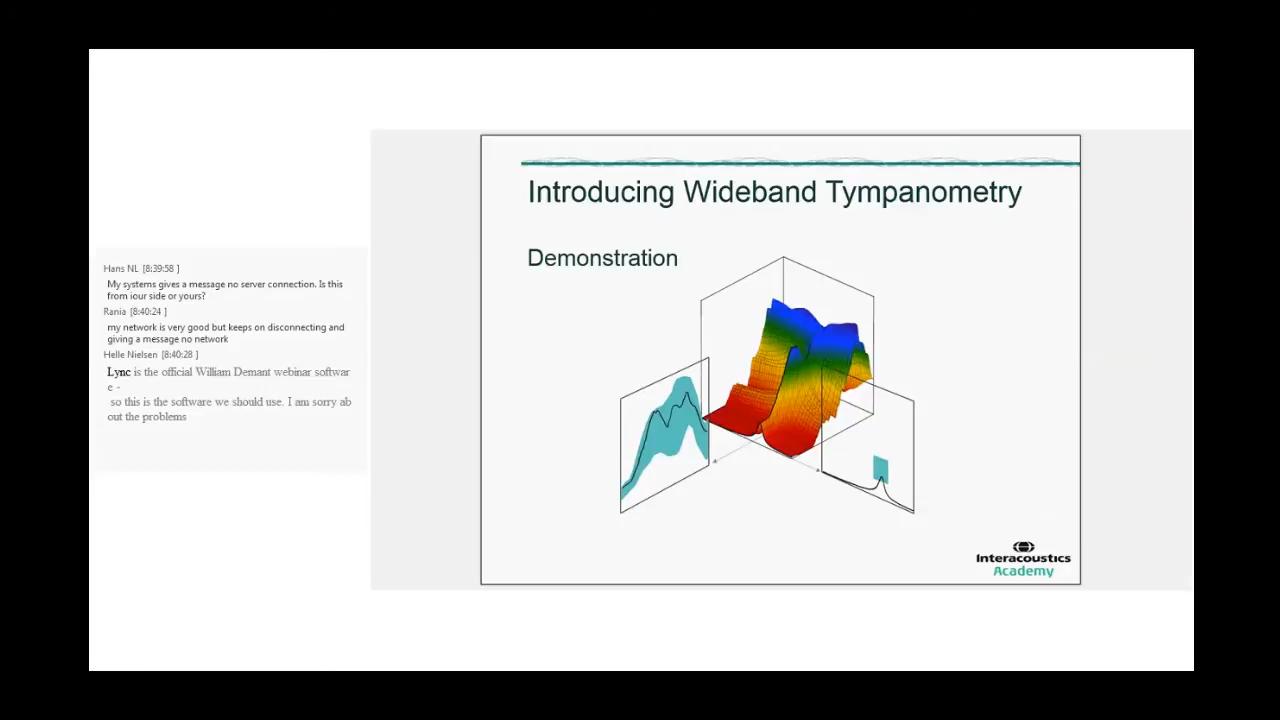 Hans NL [8:39:58 ]
My systems gives a message no server connection. Is this
from iour side or yours?
Rania [8:40:24 ]
my network is very good but keeps on disconnecting and
giving a message no network
Helle Nielsen [8:40:28 ]
Lync is the official William Demant webinar softwar
e -
so this is the software we should use. I am sorry ab
out the problems
Introducing Wideband Tympanometry
Demonstration
Interacoustics
Academy